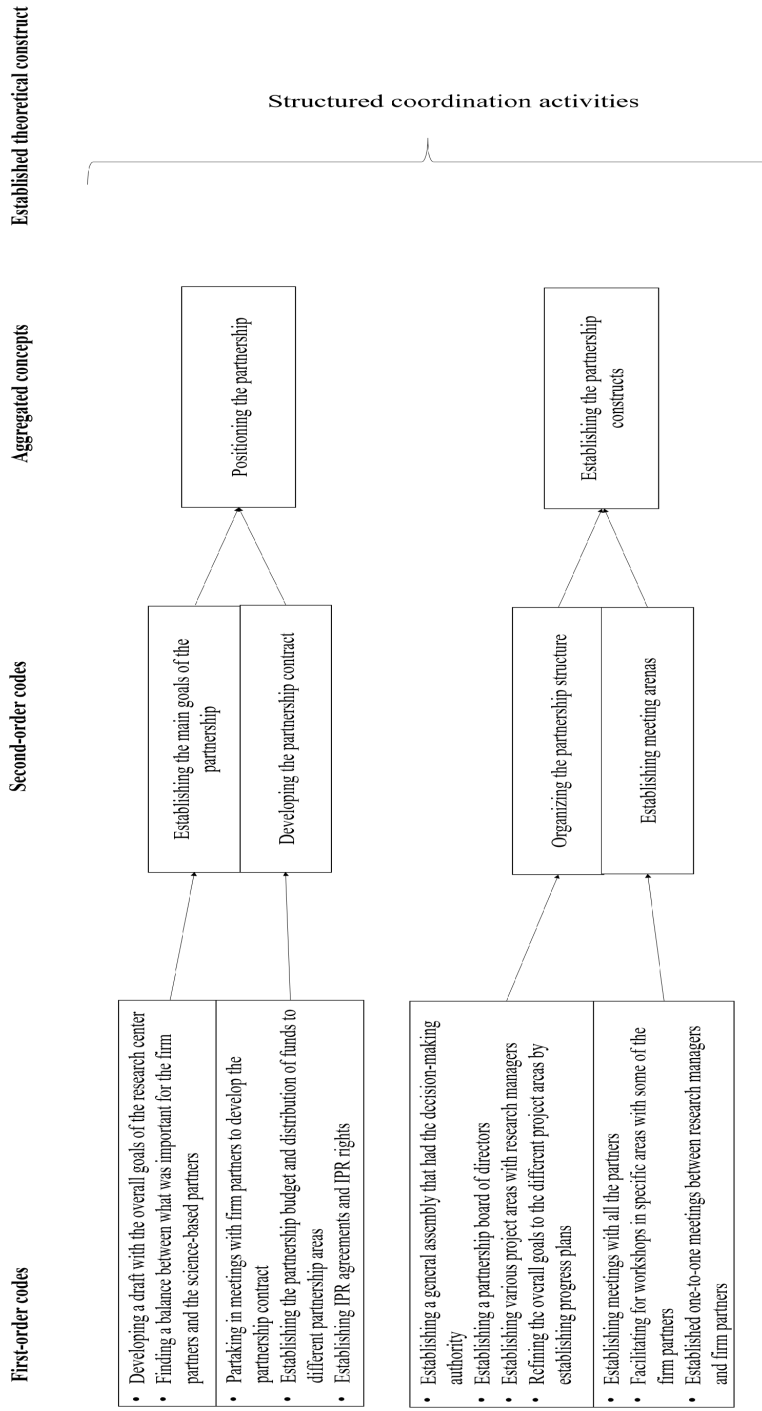 First-order codes
Second-order codes
Aggregated concepts
Established theoretical construct
• Developing a draft with the overall goals of the research center
• Finding a balance between what was important for the firm
partners and the science-based partners
• Partaking in meetings with firm partners to develop the
partnership contract
• Establishing the partnership budget and distribution of funds to
different partnership areas
• Establishing IPR agreements and IPR rights
Establishing the main goals of the
partnership
Developing the partnership contract
Positioning the partnership
• Establishing a general assembly that had the decision-making
authority
• Establishing a partnership board of directors
• Establishing various project areas with research managers
• Refining the overall goals to the different project areas by
establishing progress plans
• Establishing meetings with all the partners
• Facilitating for workshops in specific areas with some of the
firm partners
• Established one-to-one meetings between research managers
and firm partners
Organizing the partnership structure
Establishing meeting arenas
Establishing the partnership
constructs
Structured coordination activities